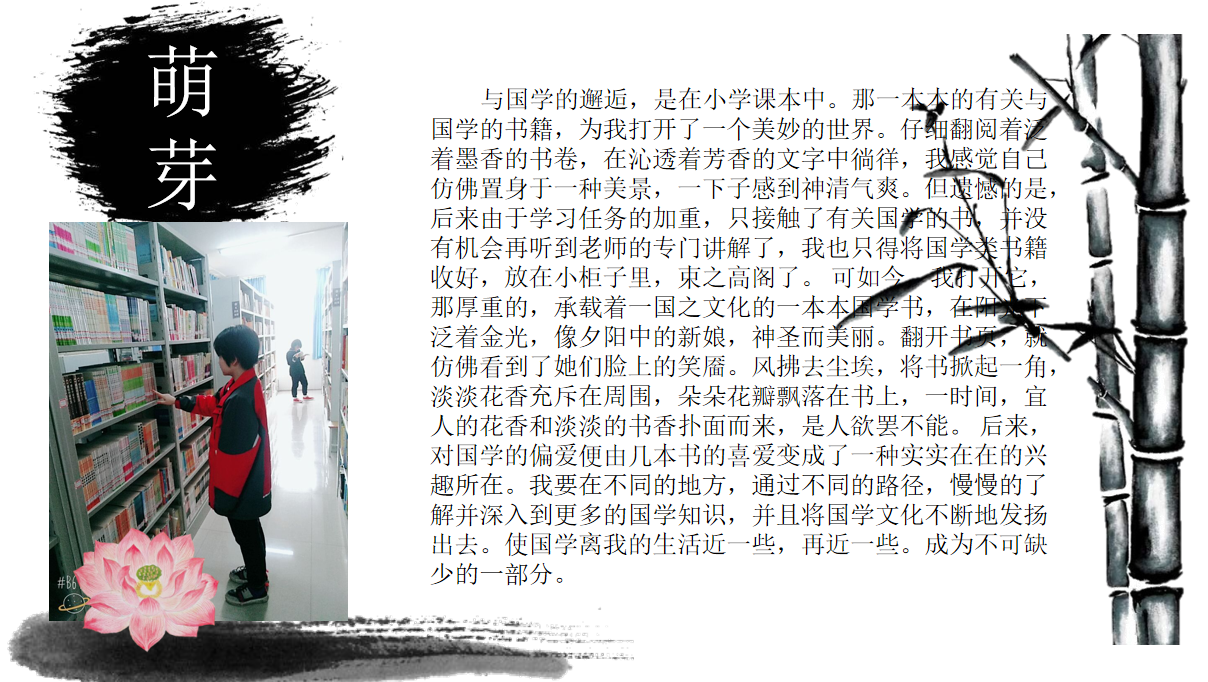 萌
芽
与国学的邂逅，是在小学课本中。那一本本的有关与
国学的书籍，为我打开了一个美妙的世界。仔细翻阅着泛
着墨香的书卷，在沁透着芳香的文字中徜徉，我感觉自己
仿佛置身于一种美景，一下子感到神清气爽。但遗憾的是，
后来由于学习任务的加重，只接触了有关国学的书，并没
有机会再听到老师的专门讲解了，我也只得将国学类书籍
收好，放在小柜子里，束之高阁了。 可如今，我打开它，
那厚重的，承载着一国之文化的一本本国学书，在阳光下
泛着金光，像夕阳中的新娘，神圣而美丽。翻开书页，就
仿佛看到了她们脸上的笑靥。风拂去尘埃，将书掀起一角，
淡淡花香充斥在周围，朵朵花瓣飘落在书上，一时间，宜
人的花香和淡淡的书香扑面而来，是人欲罢不能。 后来，
对国学的偏爱便由几本书的喜爱变成了一种实实在在的兴
趣所在。我要在不同的地方，通过不同的路径，慢慢的了
解并深入到更多的国学知识，并且将国学文化不断地发扬
出去。使国学离我的生活近一些，再近一些。成为不可缺
少的一部分。
#B6